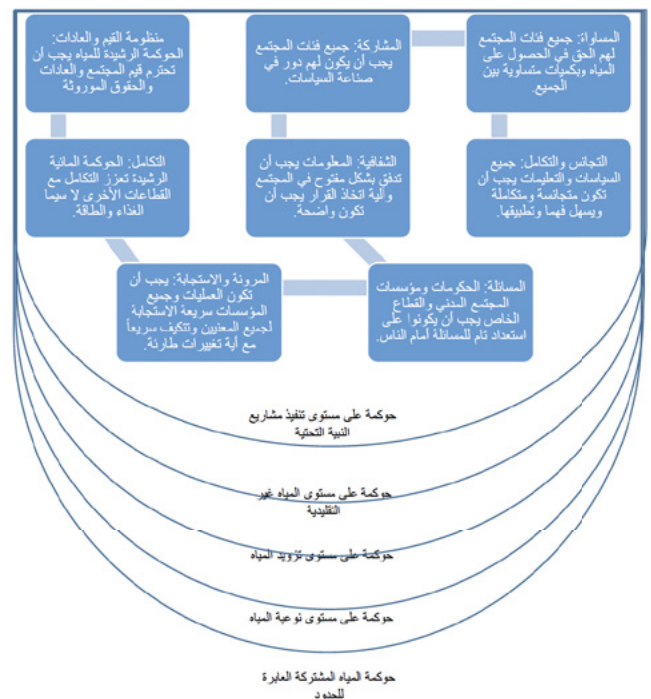 المساواة: جميع فئات المجتمع
لهم الحق في الحصول على
المياه وبكميات متساوية بين
الجميع.
المشاركة: جميع فئات المجتمع
يجب أن يكون لهم دور في
صناعة السياسات.
منظومة القيم والعادات:
الحوكمة الرشيدة للمياه يجب أن
تحترم قيم المجتمع والعادات
والحقوق الموروثة
التجانس والتكامل: جميع
السياسات والتعليمات يجب أن
تكون متجانسة ومتكاملة
ويسهل فهما وتطبيقها.
الشفافية: المعلومات يجب أن
تدفق بشكل مفتوح في المجتمع
وآلية اتخاذ القرار يجب أن
تكون واضحة.
التكامل: الحوكمة المائية
الرشيدة تعزز التكامل مع
القطاعات الأخرى لا سيما
الغذاء والطاقة.
المسائلة: الحكومات ومؤسسات
المجتمع المدني والقطاع
الخاص يجب أن يكونوا على
استعداد تام للمسائلة أمام الناس.
المرونة والاستجابة: يجب أن
تكون العمليات وجميع
المؤسسات سريعة الاستجابة
لجميع المعنيين وتتكيف سريعاً
مع أية تغييرات طارئة.
حوكمة على مستوى تنفيذ مشاريع
النبية التحتية
حوكمة على مستوى المياه غير
التقليدية
حوكمة على مستوى تزويد المياه
حوكمة على مستوى نوعية المياه
حوكمة المياه المشتركة العابرة
للحدود